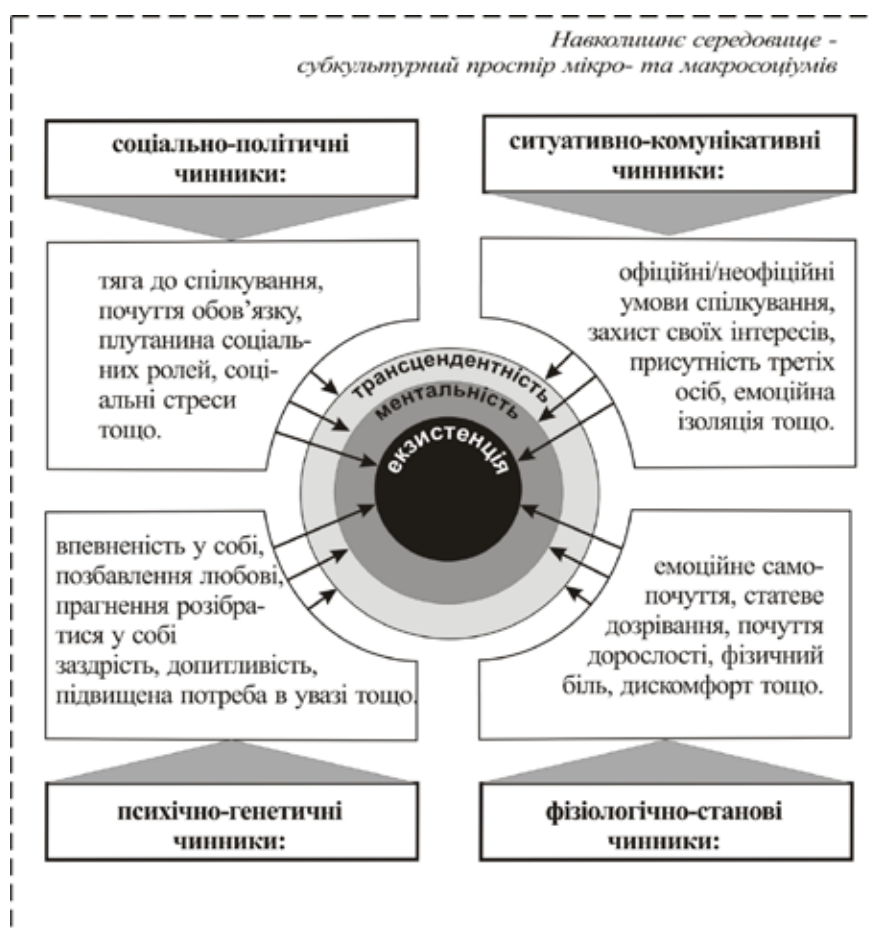 Навколишнє середовище -
субкультурний простір мікро- та макросоціумів
соціально-політичні
чинники:
ситуативно-комунікативні
чинники:
тяга до спілкування,
почуття обов’язку,
плутанина соціаль-
них ролей, соці-
альні стреси
тощо.
офіційні/неофіційні
умови спілкування,
захист своїх інтересів,
присутність третіх
осіб, емоційна
ізоляція тощо.
трансцендентність
ментальність
екзистенція
впевненість у собі,
позбавлення любові,
прагнення розібра-
тися у собі
заздрість, допитливість,
підвищена потреба в увазі тощо.
емоційне само-
почуття, статеве
дозрівання, почуття
дорослості, фізичний
біль, дискомфорт тощо.
психічно-генетичні
чинники:
фізіологічно-станові
чинники: